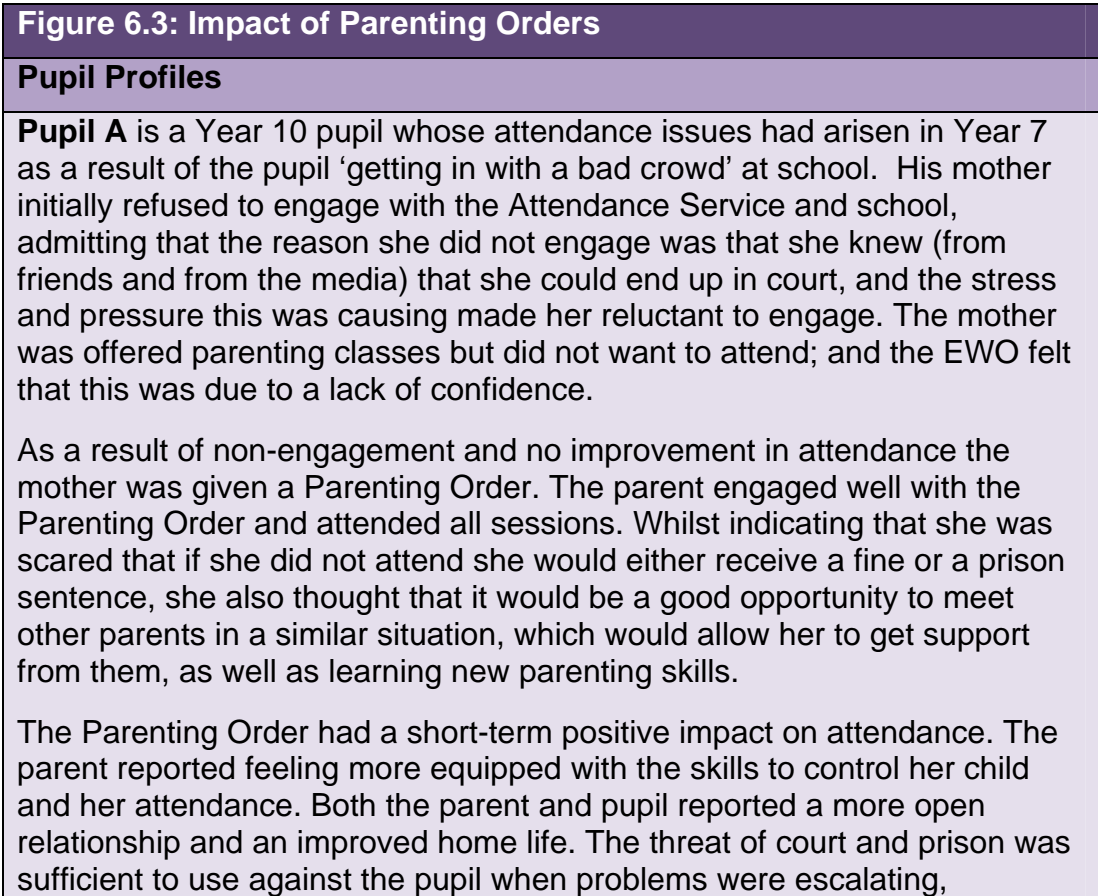 Figure 6.3: Impact of Parenting Orders
Pupil Profiles
Pupil A is a Year 10 pupil whose attendance issues had arisen in Year 7
as a result of the pupil ‘getting in with a bad crowd’ at school.  His mother
initially refused to engage with the Attendance Service and school,
admitting that the reason she did not engage was that she knew (from
friends and from the media) that she could end up in court, and the stress
and pressure this was causing made her reluctant to engage. The mother
was offered parenting classes but did not want to attend; and the EWO felt
that this was due to a lack of confidence.
As a result of non-engagement and no improvement in attendance the
mother was given a Parenting Order. The parent engaged well with the
Parenting Order and attended all sessions. Whilst indicating that she was
scared that if she did not attend she would either receive a fine or a prison
sentence, she also thought that it would be a good opportunity to meet
other parents in a similar situation, which would allow her to get support
from them, as well as learning new parenting skills.
The Parenting Order had a short-term positive impact on attendance. The
parent reported feeling more equipped with the skills to control her child
and her attendance. Both the parent and pupil reported a more open
relationship and an improved home life. The threat of court and prison was
sufficient to use against the pupil when problems were escalating,